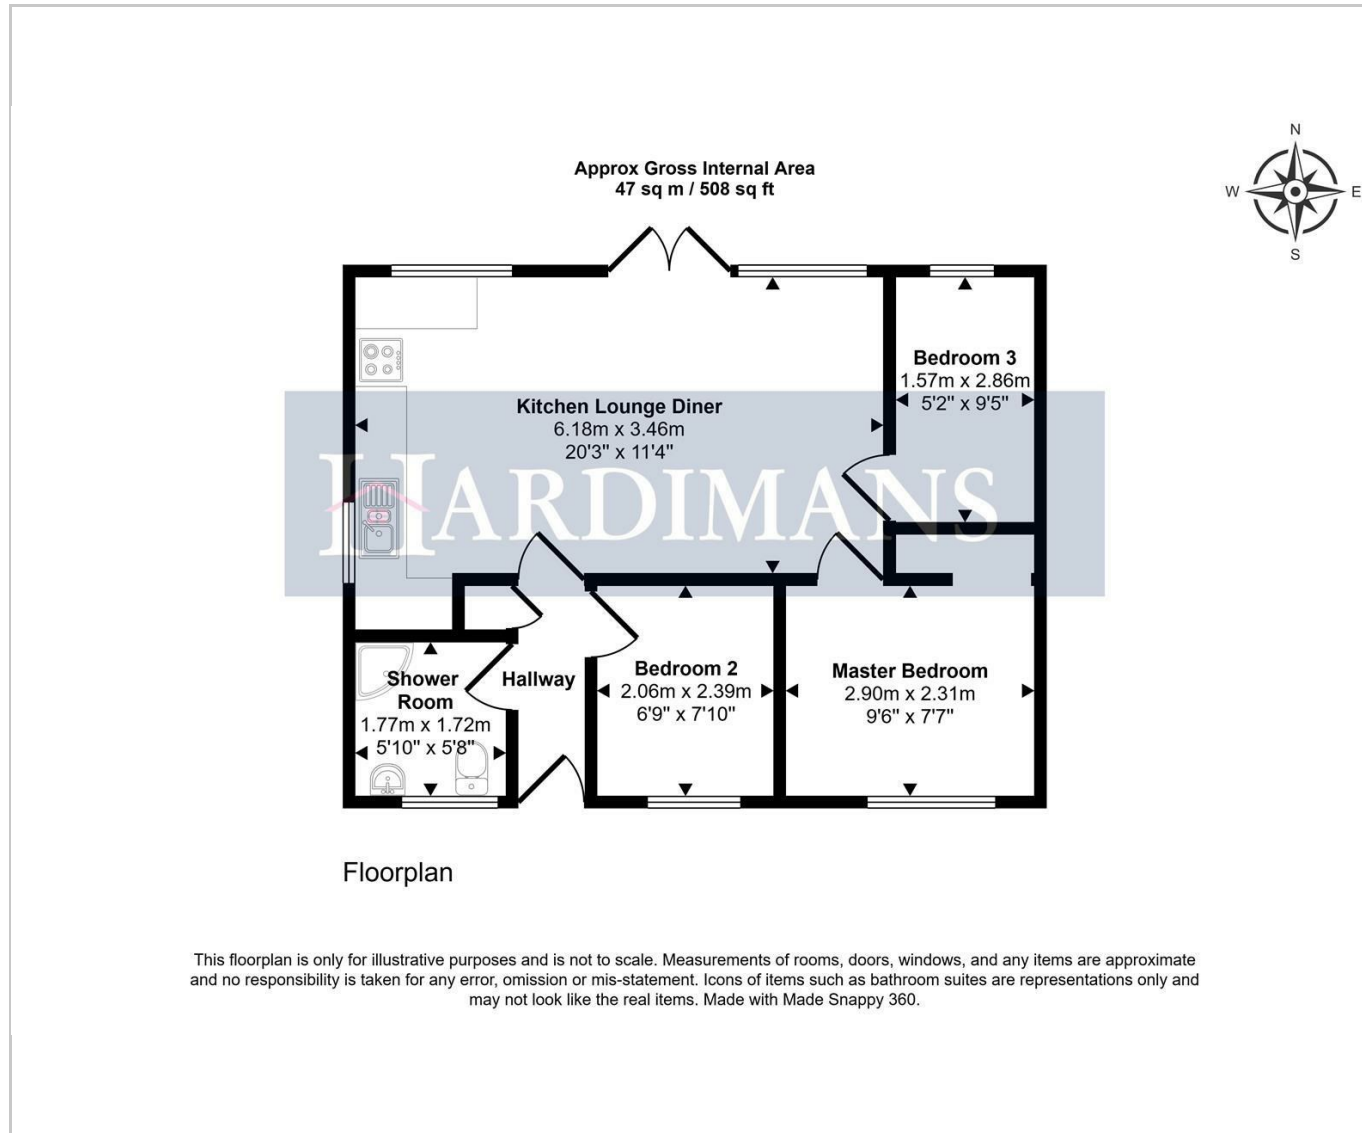 Approx Gross Internal Area
47 sq m / 508 sq ft
N
W
E
S
Bedroom 3
1.57m x 2.86m
5'2" x 9'5"
Kitchen Lounge Diner
6.18m x 3.46m
20'3" x 11'4"
HARDIMANS
Shower
Room
1.77m x 1.72m
5'10" x 5'8"
Hallway
Bedroom 2
2.06m x 2.39m
6'9" x 7'10"
Master Bedroom
2.90m x 2.31m
9'6" x 7'7"
Floorplan
This floorplan is only for illustrative purposes and is not to scale. Measurements of rooms, doors, windows, and any items are approximate
and no responsibility is taken for any error, omission or mis-statement. Icons of items such as bathroom suites are representations only and
may not look like the real items. Made with Made Snappy 360.